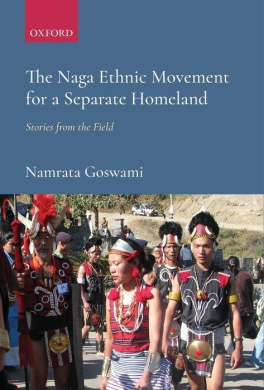 OXFORD
The Naga Ethnic Movement
for a Separate Homeland
Stories from the Field
Namrata Goswami